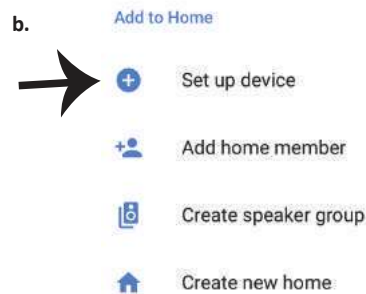 Add to Home
b.
Set up device
Add home member
Create speaker group
Create new home